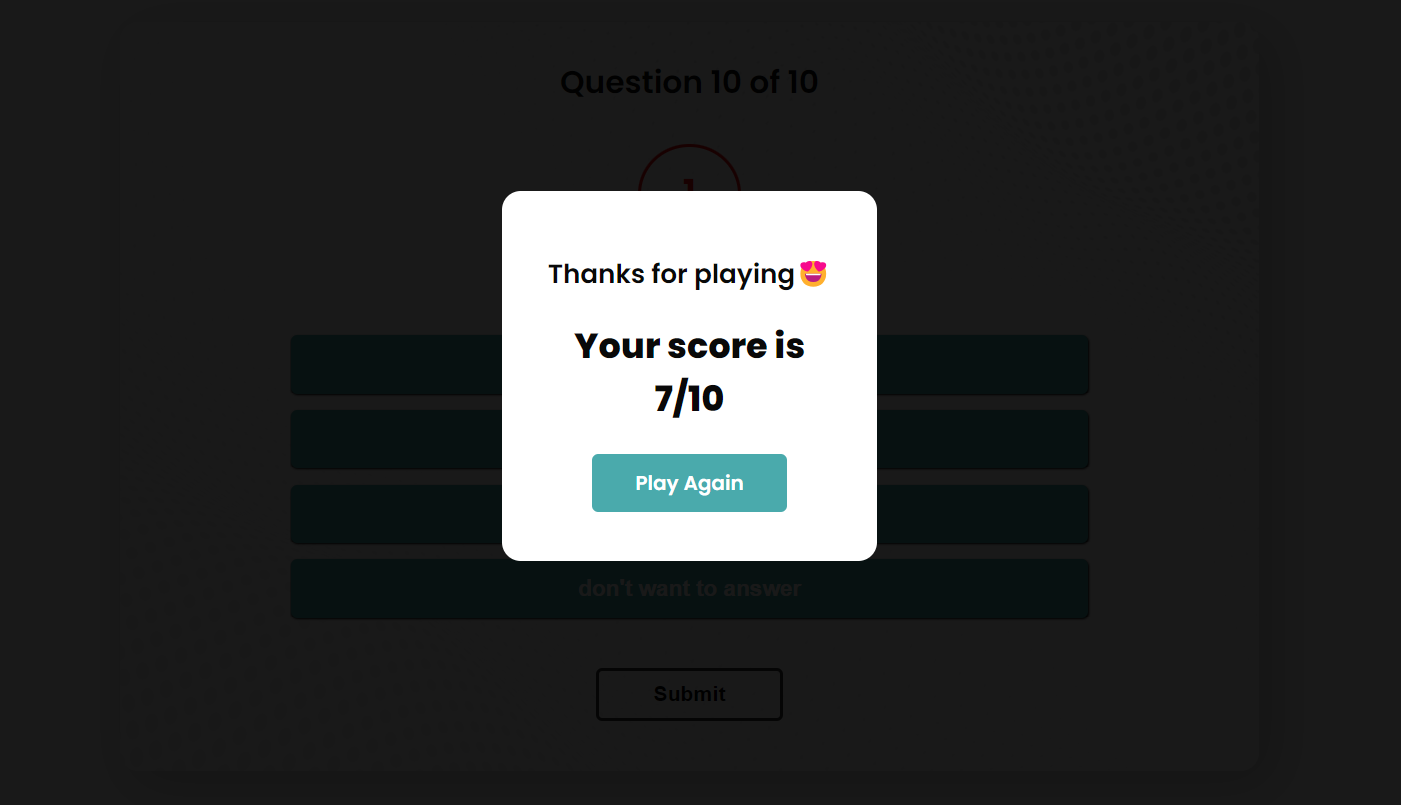 Question 10 of 10
1
Thanks for playing 😍
Your score is
7/10
Play Again
don't want to answer
Submit